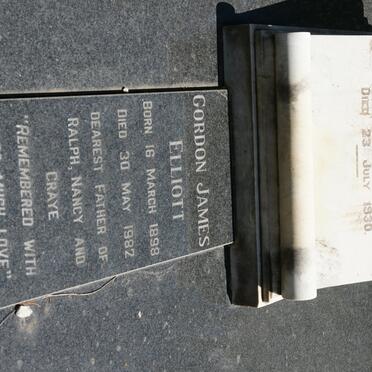 Died 23 July 1930
GORDON JAMES
ELLIOTT
BORN 16 MARCH 1898
DIED 30 MAY 1982
DEAREST FATHER OF
RALPH, NANCY AND
CRAYE
"REMEMBERED WITH
MUCH LOVE"